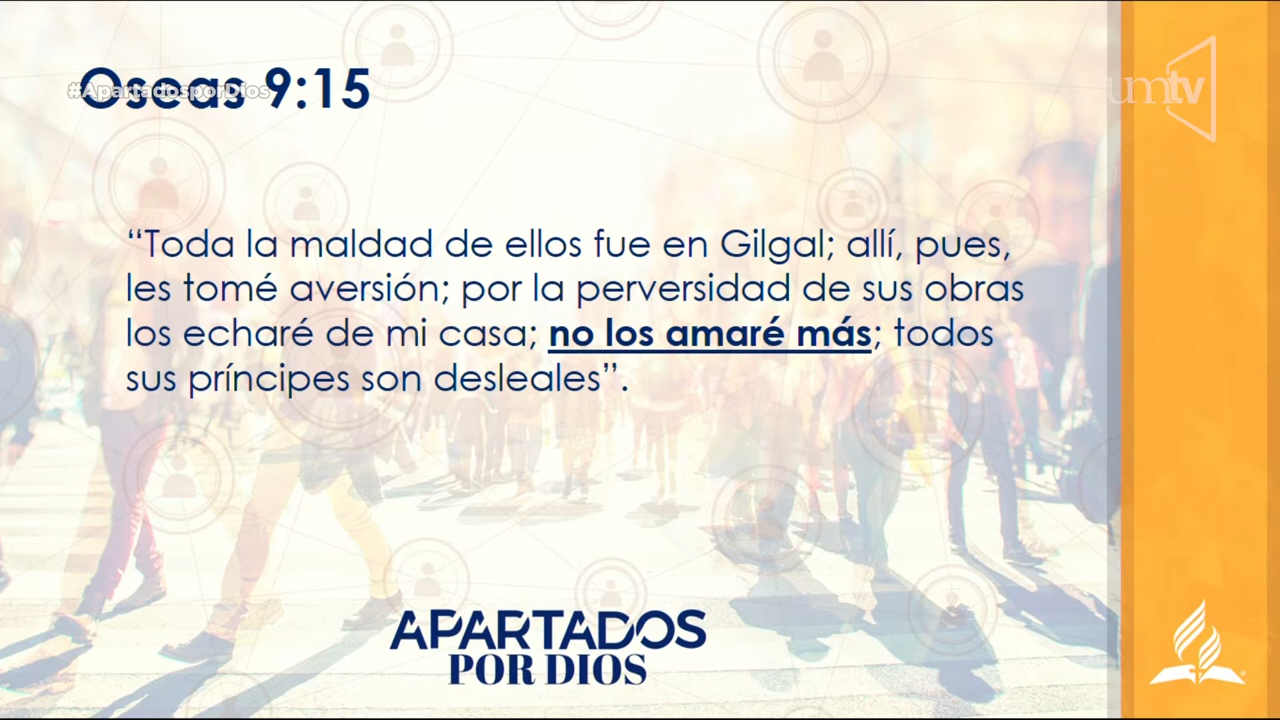 Oseas 9:15
#ApartadosporDios
umtv
“Toda la maldad de ellos fue en Gilgal; allí, pues,
les tomé aversión; por la perversidad de sus obras
los echaré de mi casa; no los amaré más; todos
sus príncipes son desleales”.
APARTADOS
POR DIOS